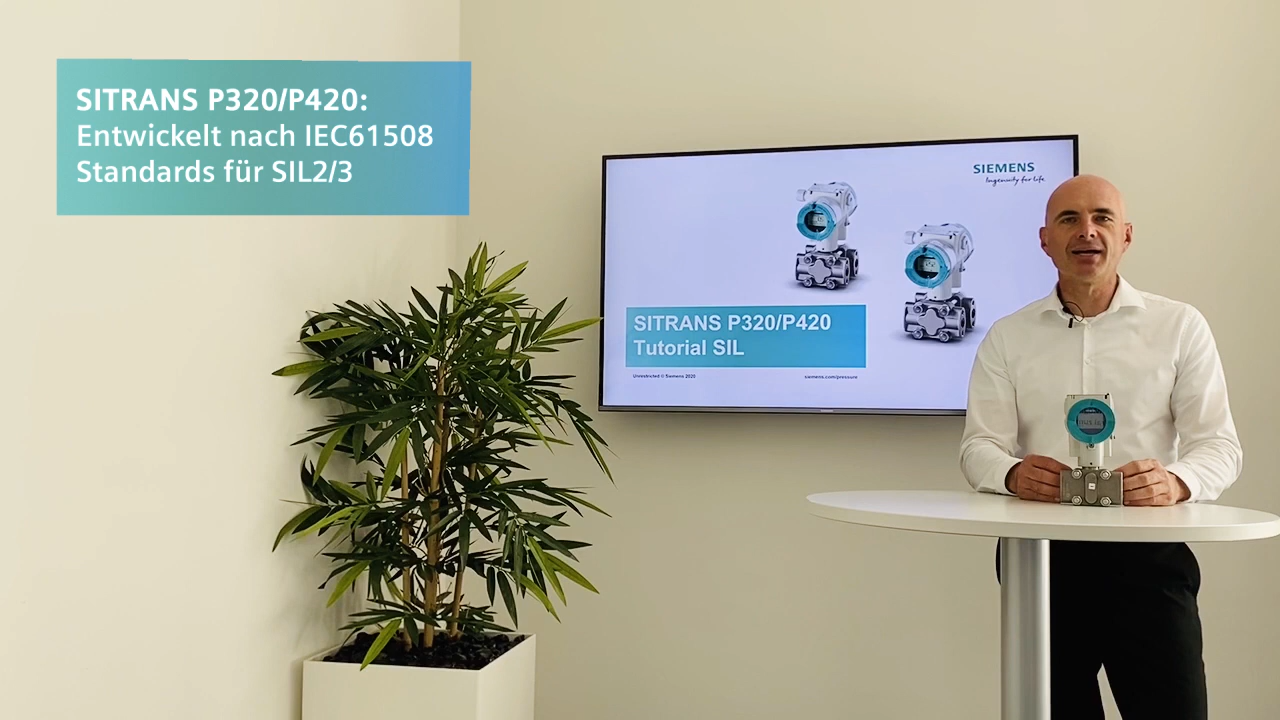 SITRANS P320/P420:
Entwickelt nach IEC61508
Standards für SIL2/3
SIEMENS
Ingenuity for life
SITRANS P320/P420
Tutorial SIL
Unrestricted © Siemens 2020
siemens.com/pressure